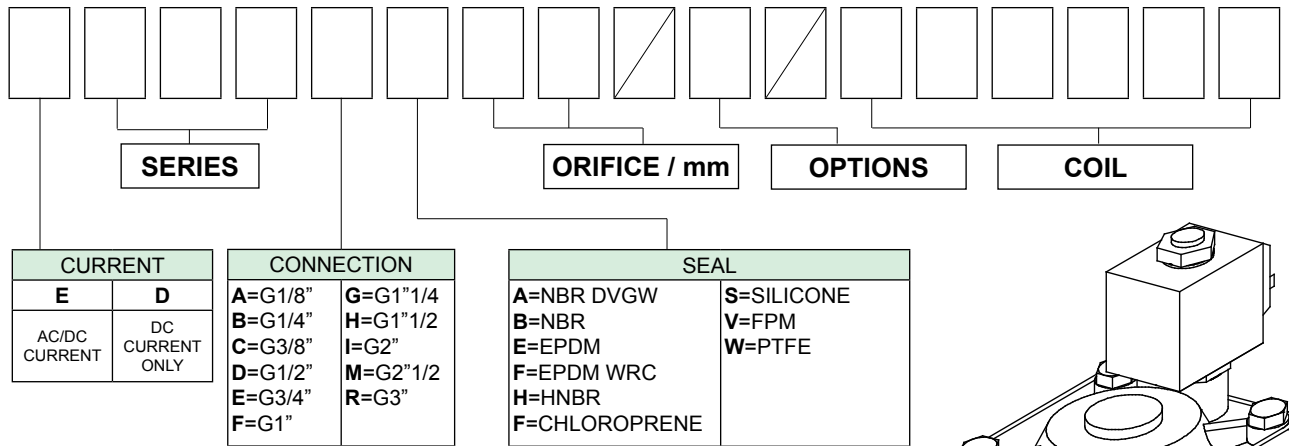 SERIES
ORIFICE / mm
OPTIONS
COIL
CURRENT
E D
AC/DC CURRENT
DC CURRENT ONLY
CONNECTION
A=G1/8”
B=G1/4”
C=G3/8”
D=G1/2”
E=G3/4”
F=G1”
G=G1”1/4
H=G1”1/2
I=G2”
M=G2”1/2
R=G3”
SEAL
A=NBR DVGW
B=NBR
E=EPDM
F=EPDM WRC
H=HNBR
F=CHLOROPRENE
S=SILICONE
V=FPM
W=PTFE